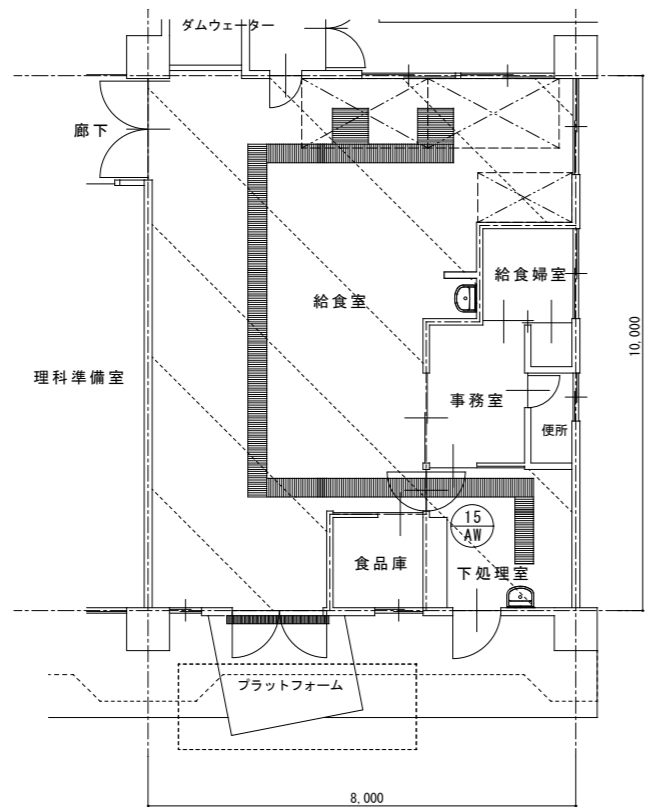 ダムウェーター
廊下
給食婦室
給食室
10,000
理科準備室
事務室
便所
15
AW
食品庫
下処理室
プラットフォーム
8,000